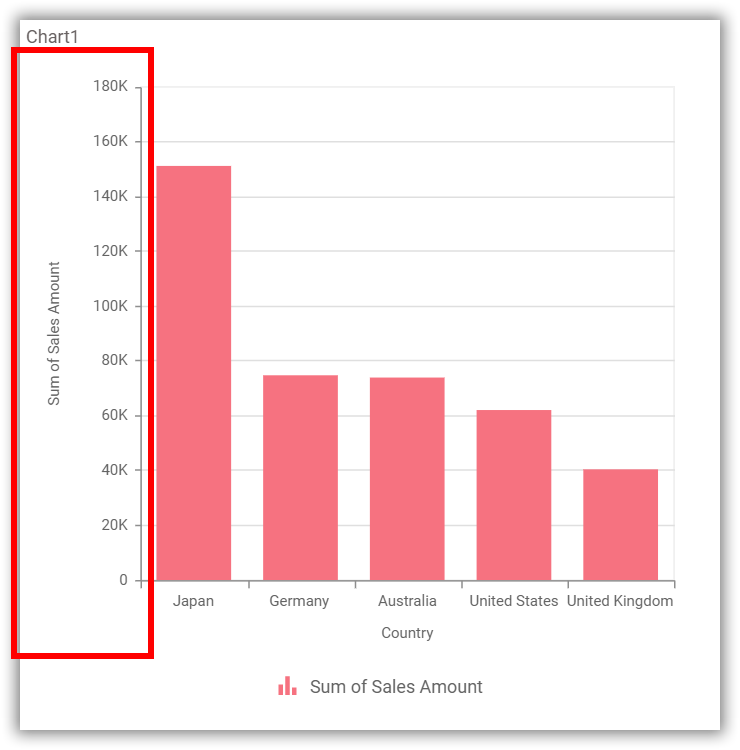 Chart1
180K
160K
140K
120K
100K
80K
60K
40K
20K
0
Sum of Sales Amount
Japan Germany Australia United States United Kingdom
Country
Sum of Sales Amount